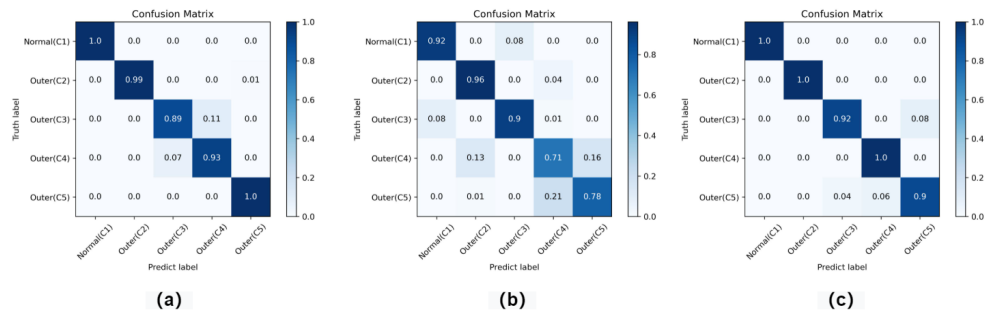 Confusion Matrix
Normal(C1) 1.0 0.0 0.0 0.0 0.0
Outer(C2) 0.0 0.99 0.0 0.0 0.01
Outer(C3) 0.0 0.0 0.89 0.11 0.0
Outer(C4) 0.0 0.0 0.07 0.93 0.0
Outer(C5) 0.0 0.0 0.0 0.0 1.0
Truth label
Normal(C1) Outer(C2) Outer(C3) Outer(C4) Outer(C5)
Predict label
1.0
0.8
0.6
0.4
0.2
0.0
(a)
Confusion Matrix
Normal(C1) 0.92 0.0 0.08 0.0 0.0
Outer(C2) 0.0 0.96 0.0 0.04 0.0
Outer(C3) 0.08 0.0 0.9 0.01 0.0
Outer(C4) 0.0 0.13 0.0 0.71 0.16
Outer(C5) 0.0 0.01 0.0 0.21 0.78
Truth label
Normal(C1) Outer(C2) Outer(C3) Outer(C4) Outer(C5)
Predict label
0.8
0.6
0.4
0.2
0.0
(b)
Confusion Matrix
Normal(C1) 1.0 0.0 0.0 0.0 0.0
Outer(C2) 0.0 1.0 0.0 0.0 0.0
Outer(C3) 0.0 0.0 0.92 0.0 0.08
Outer(C4) 0.0 0.0 0.0 1.0 0.0
Outer(C5) 0.0 0.0 0.04 0.06 0.9
Truth label
Normal(C1) Outer(C2) Outer(C3) Outer(C4) Outer(C5)
Predict label
1.0
0.8
0.6
0.4
0.2
0.0
(c)